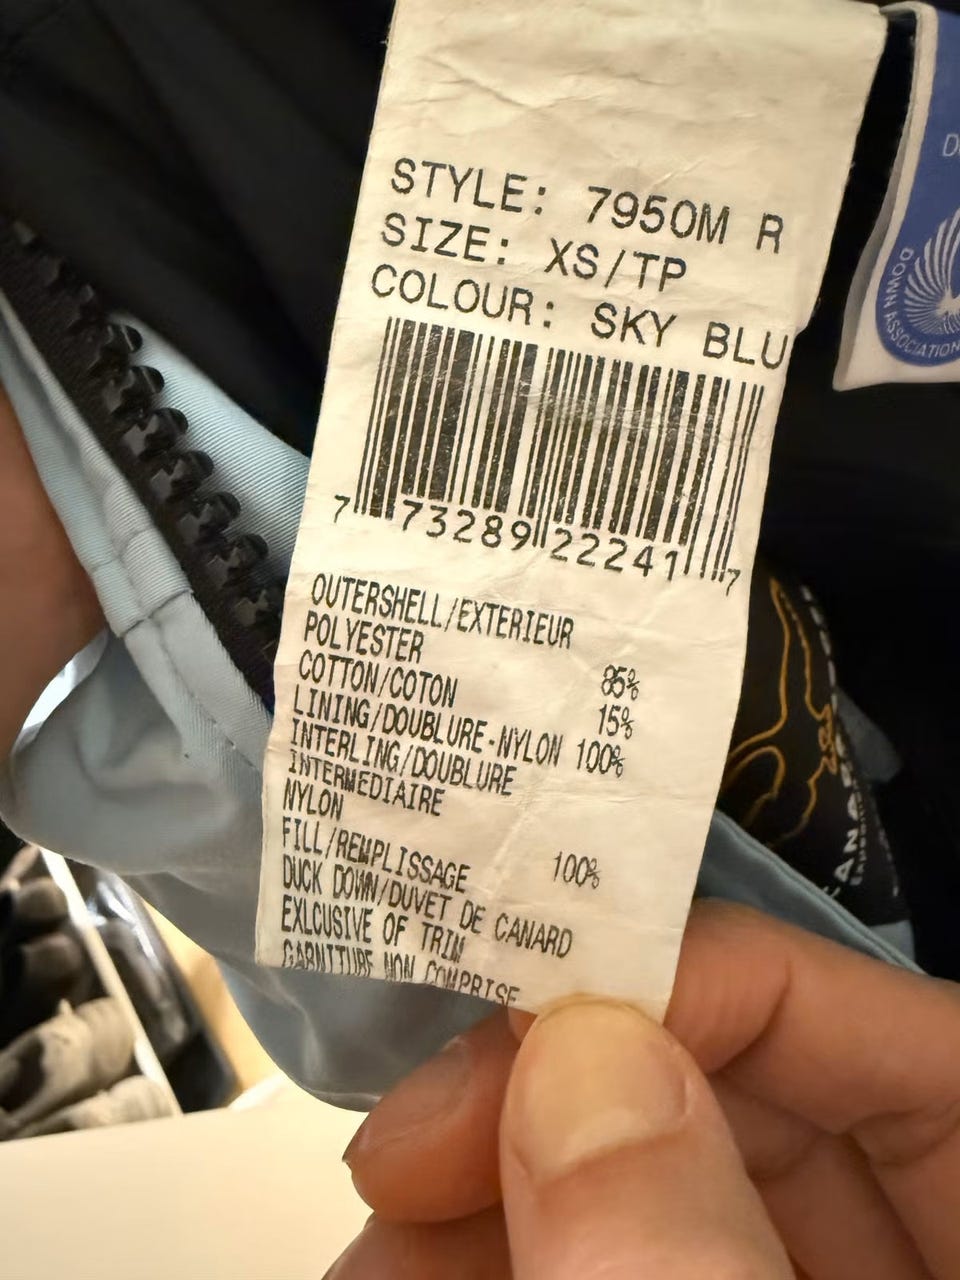 STYLE: 7950M R
SIZE: XS/TP
COLOUR: SKY BLU
7 73289 22241 7
OUTERSHELL/EXTERIEUR
POLYESTER 85%
COTTON/COTON 15%
LINING/DOUBLURE-NYLON 100%
INTERLING/DOUBLURE
INTERMEDIAIRE
NYLON 100%
FILL/REMPLISSAGE
DUCK DOWN/DUVET DE CANARD
EXLCUSIVE OF TRIM
GARNITURE NON COMPRISE
DOWN ASSOCIATION